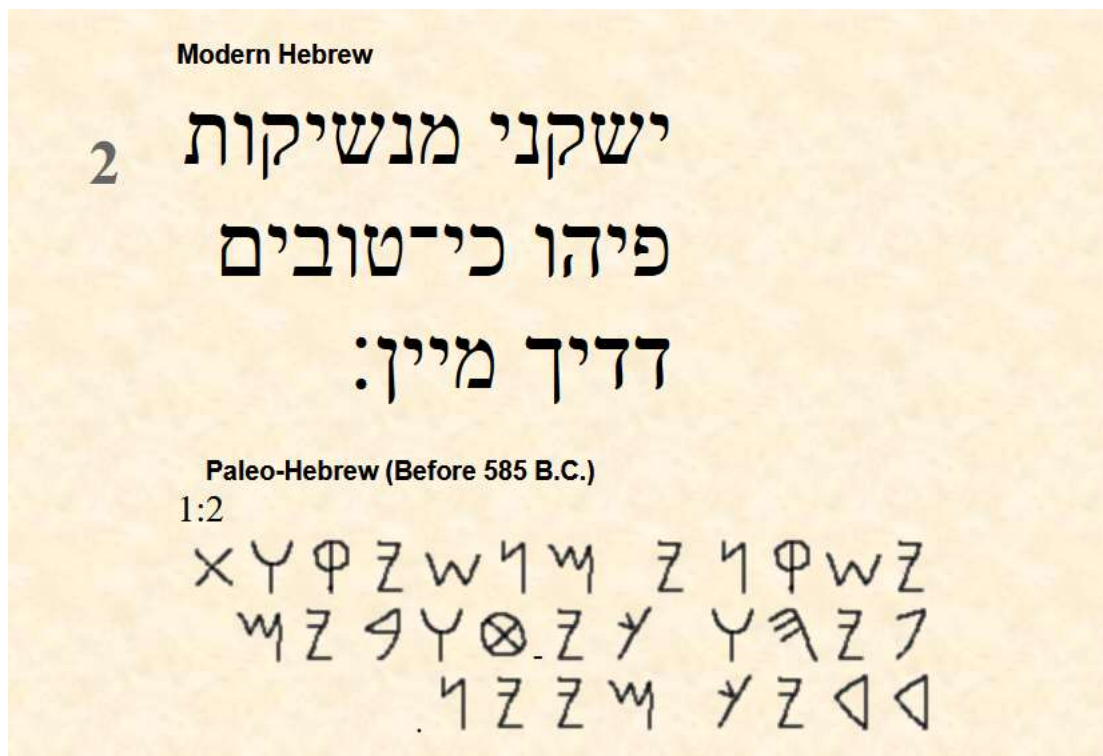 Modern Hebrew
2
ישקני מנשיקות
פיהו כי־טובים
דדיך מיין׃
Paleo-Hebrew (Before 585 B.C.)
1:2
𐤉𐤔𐤒𐤍𐤉 𐤌𐤍𐤔𐤉𐤒𐤅𐤕
𐤐𐤉𐤄𐤅 𐤊𐤉-𐤈𐤅𐤁𐤉𐤌
𐤃𐤃𐤉𐤊 𐤌𐤉𐤉𐤍.